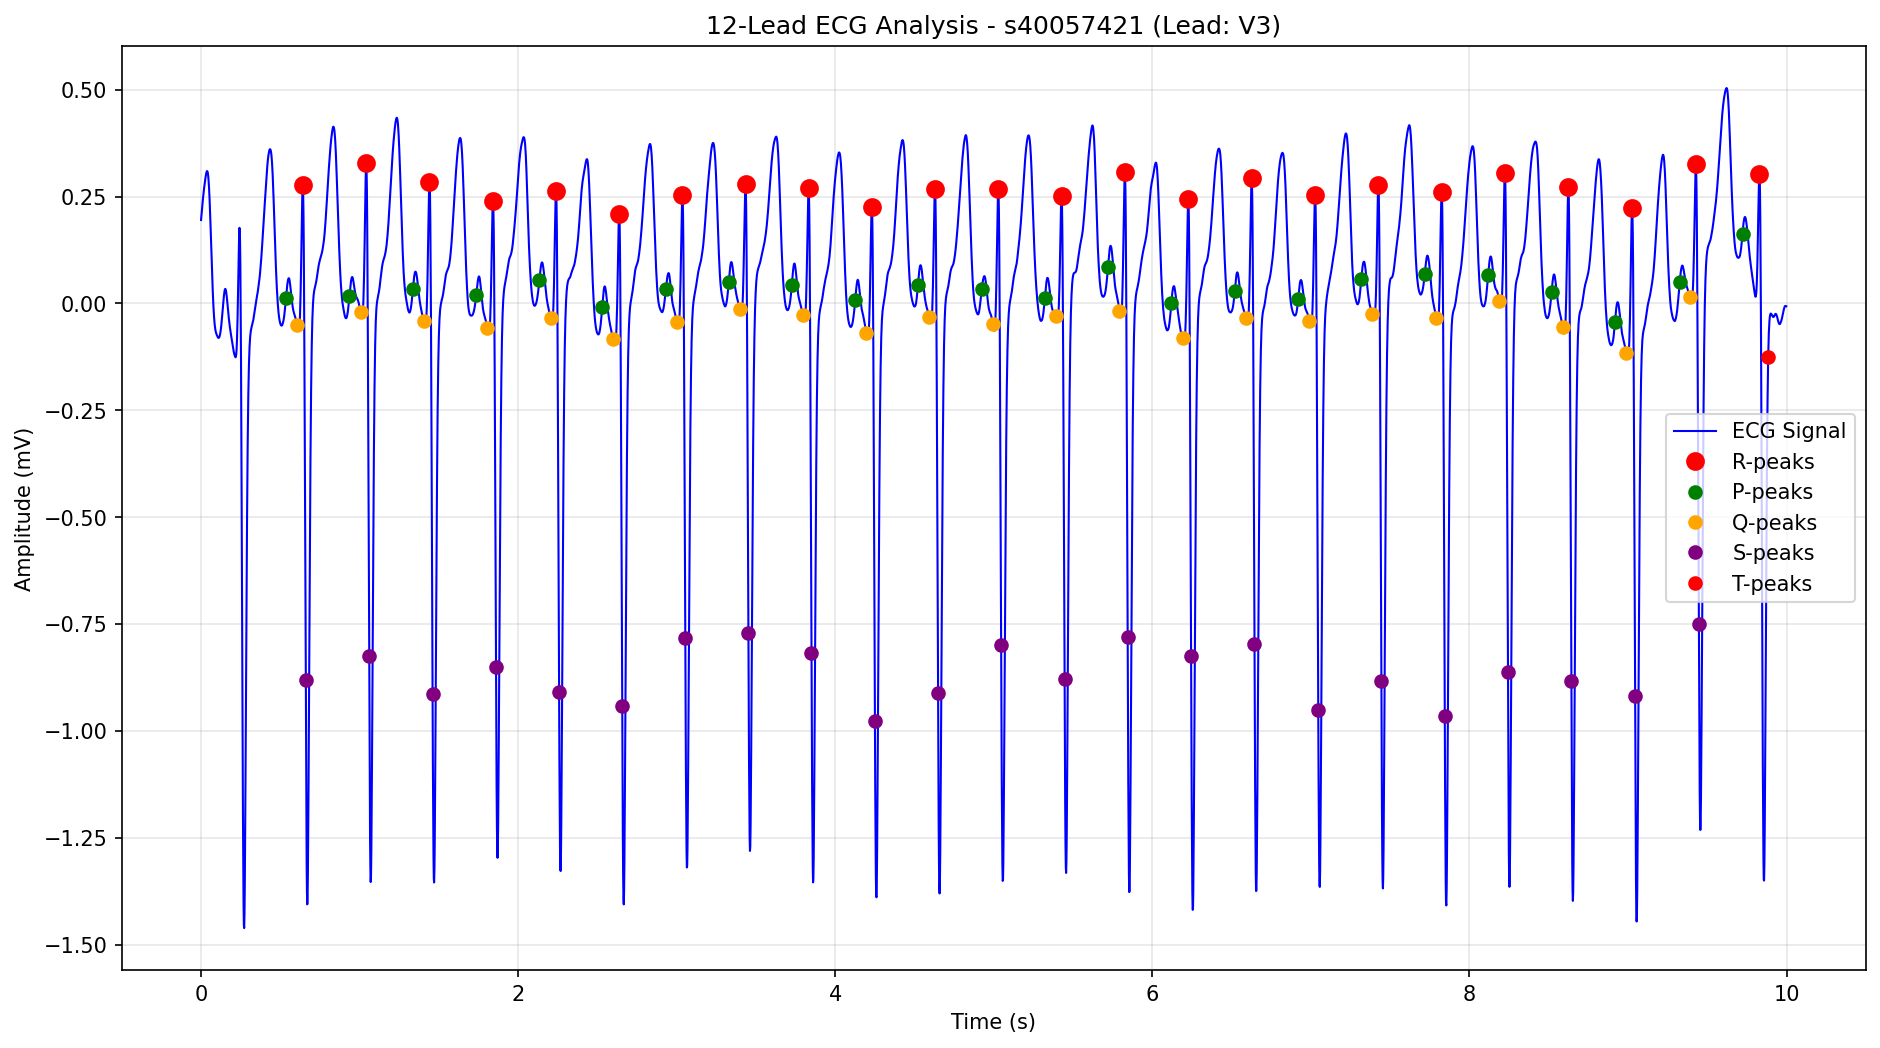 12-Lead ECG Analysis - s40057421 (Lead: V3)
0.50
0.25
0.00
−0.25
−0.50
−0.75
−1.00
−1.25
−1.50
Amplitude (mV)
ECG Signal
R-peaks
P-peaks
Q-peaks
S-peaks
T-peaks
0 2 4 6 8 10
Time (s)